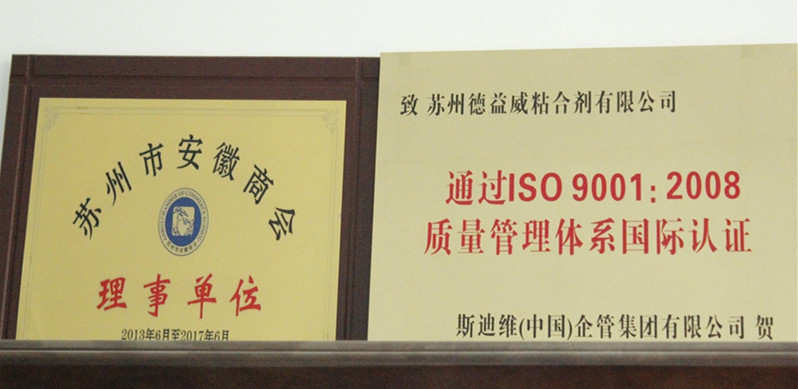 苏州市安徽商会
理事单位
2013年6月至2017年6月
致 苏州德益威粘合剂有限公司
通过ISO 9001: 2008
质量管理体系国际认证
斯迪维(中国)企管集团有限公司 贺